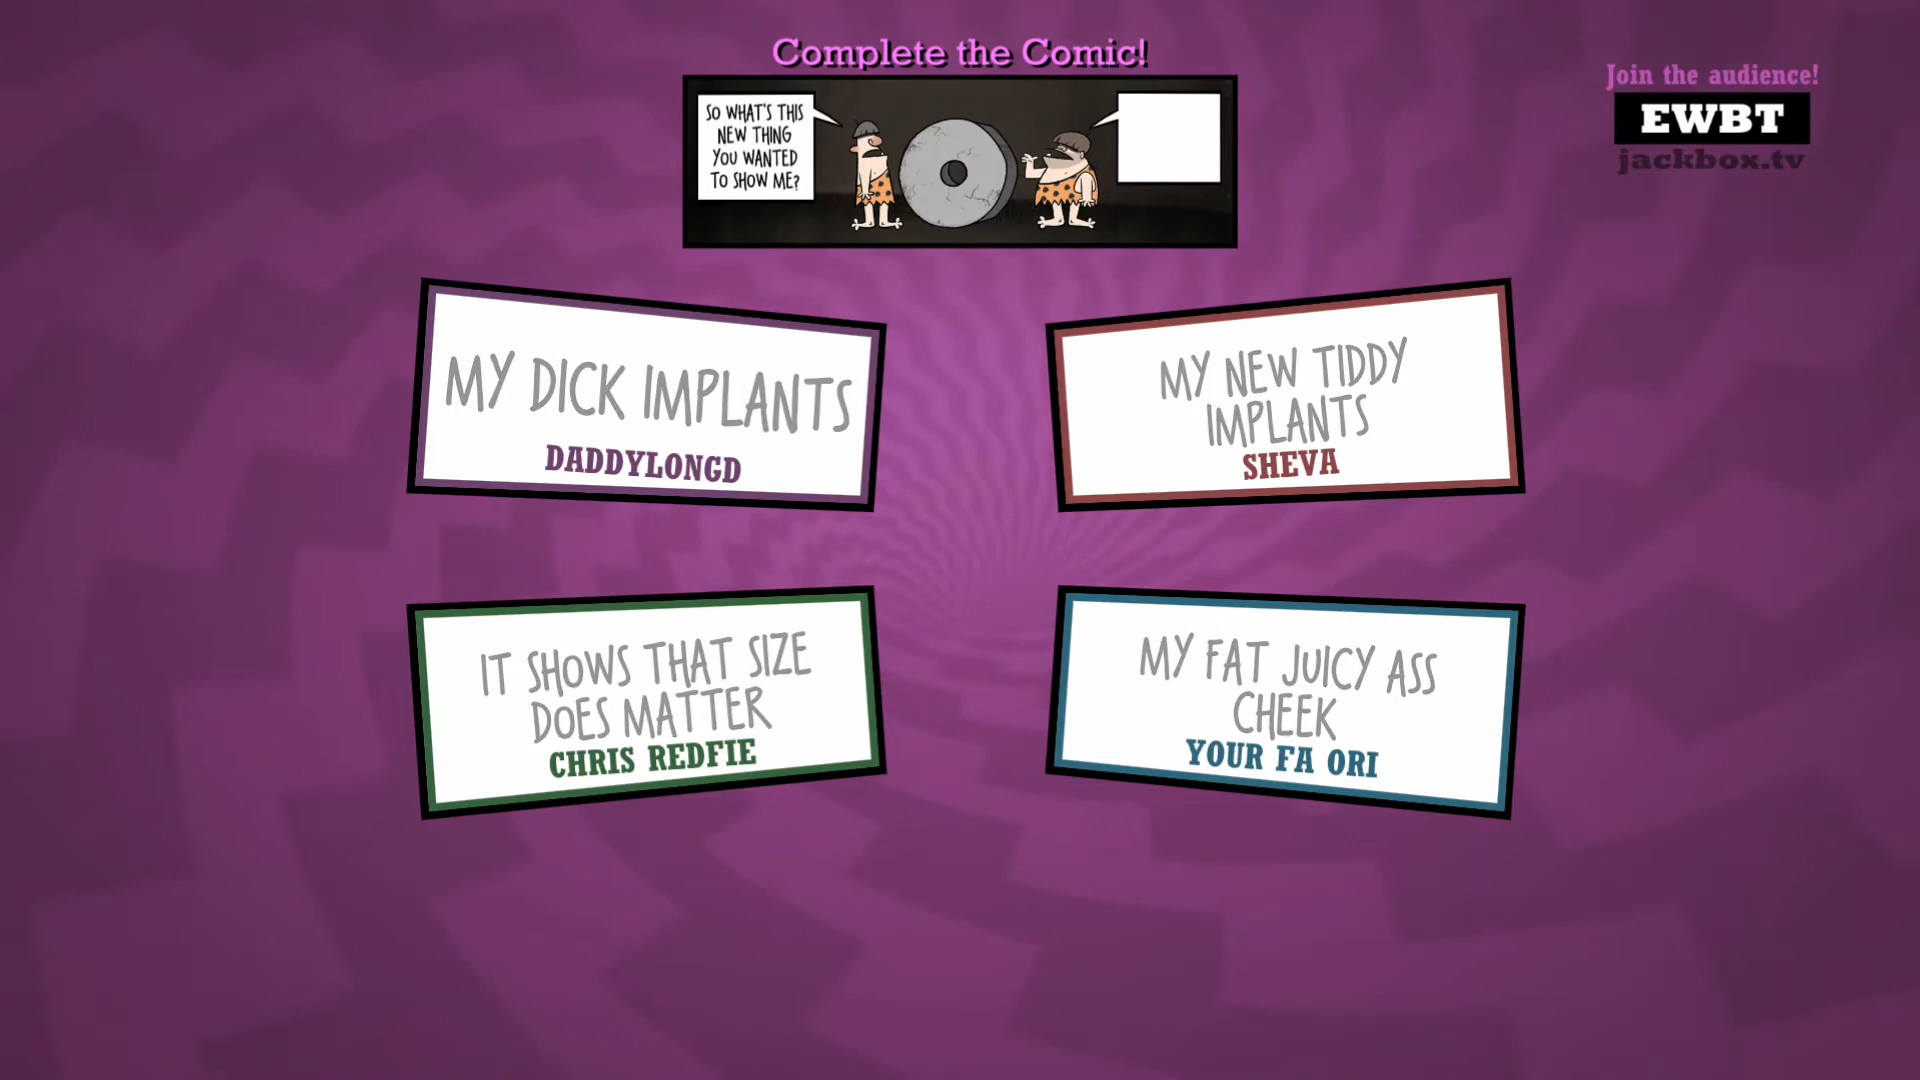 Complete the Comic!
Join the audience!
EWBT
jackbox.tv
SO WHAT'S THIS
NEW THING
YOU WANTED
TO SHOW ME?
MY DICK IMPLANTS
DADDYLONGD
MY NEW TIDDY
IMPLANTS
SHEVA
IT SHOWS THAT SIZE
DOES MATTER
CHRIS REDFIE
MY FAT JUICY ASS
CHEEK
YOUR FA ORI